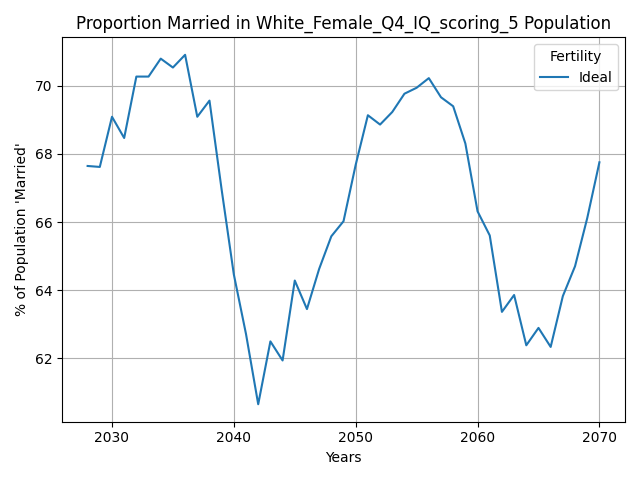 Proportion Married in White_Female_Q4_IQ_scoring_5 Population
Fertility
Ideal
% of Population 'Married'
70
68
66
64
62
2030
2040
2050
2060
2070
Years